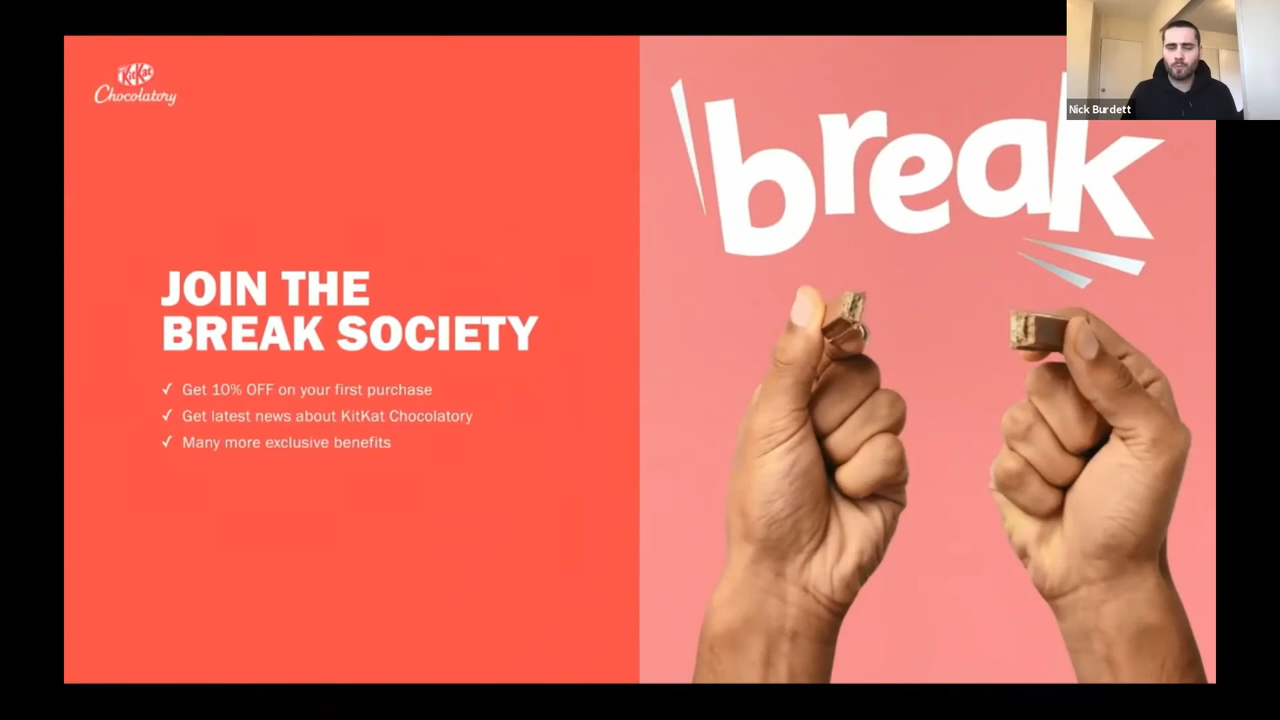 KitKat
Chocolatory
break
Nick Burdett
JOIN THE
BREAK SOCIETY
✓ Get 10% OFF on your first purchase
✓ Get latest news about KitKat Chocolatory
✓ Many more exclusive benefits